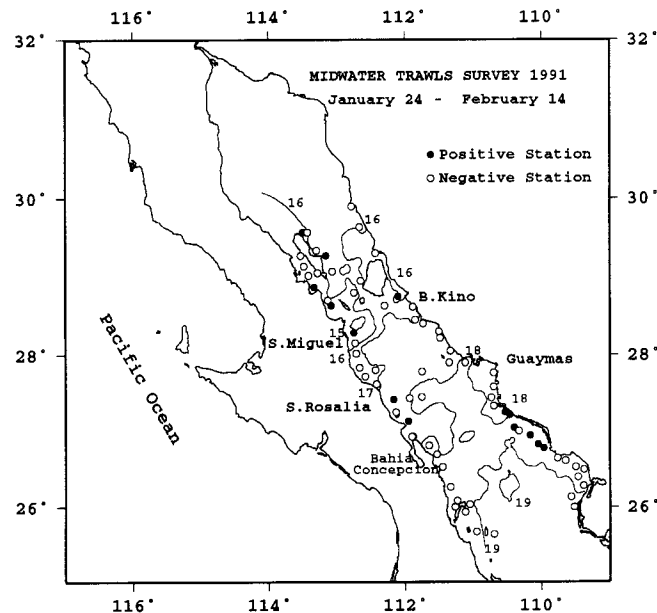 116° 114° 112° 110°
32° 32°
MIDWATER TRAWLS SURVEY 1991
January 24 - February 14
● Positive Station
○ Negative Station
30° 30°
16
16
16
B.Kino
15
S.Miguel
16
28° 28°
18
Guaymas
17
S.Rosalia
18
Bahia
Concepcion
Pacific Ocean
26° 26°
19
19
116° 114° 112° 110°